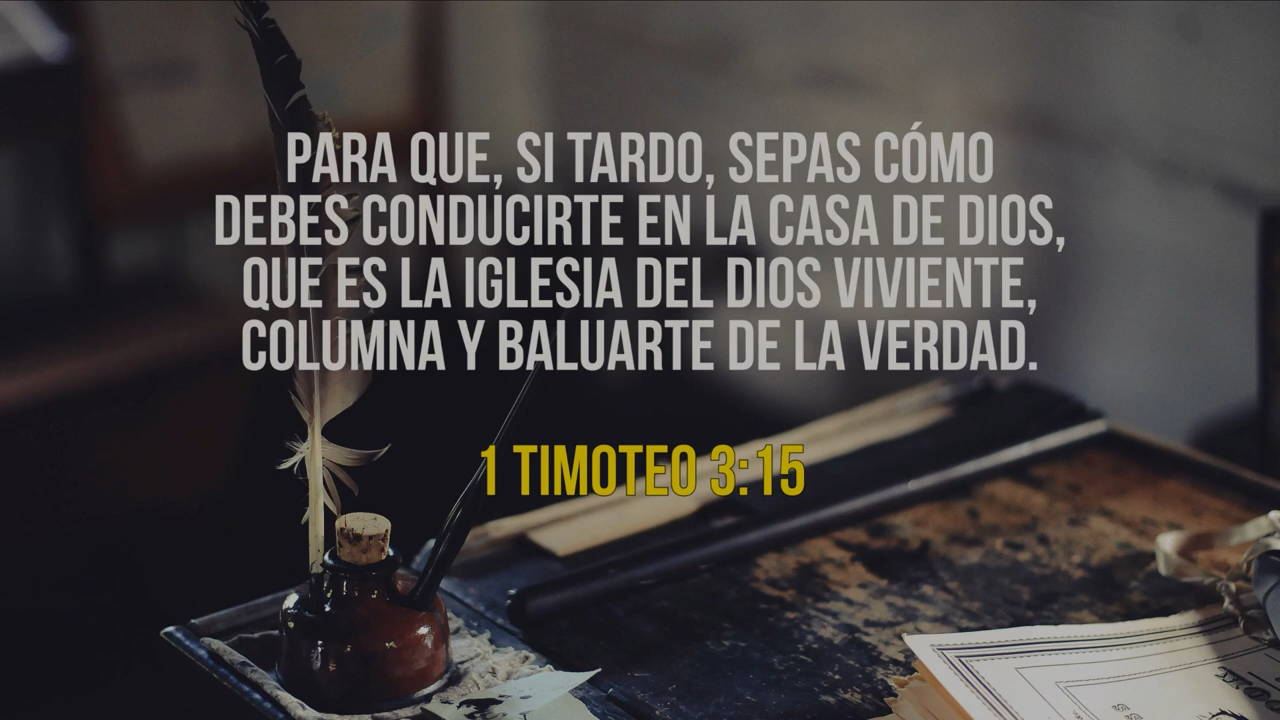 PARA QUE, SI TARDO, SEPAS CÓMO
DEBES CONDUCIRTE EN LA CASA DE DIOS,
QUE ES LA IGLESIA DEL DIOS VIVIENTE,
COLUMNA Y BALUARTE DE LA VERDAD.
1 TIMOTEO 3:15